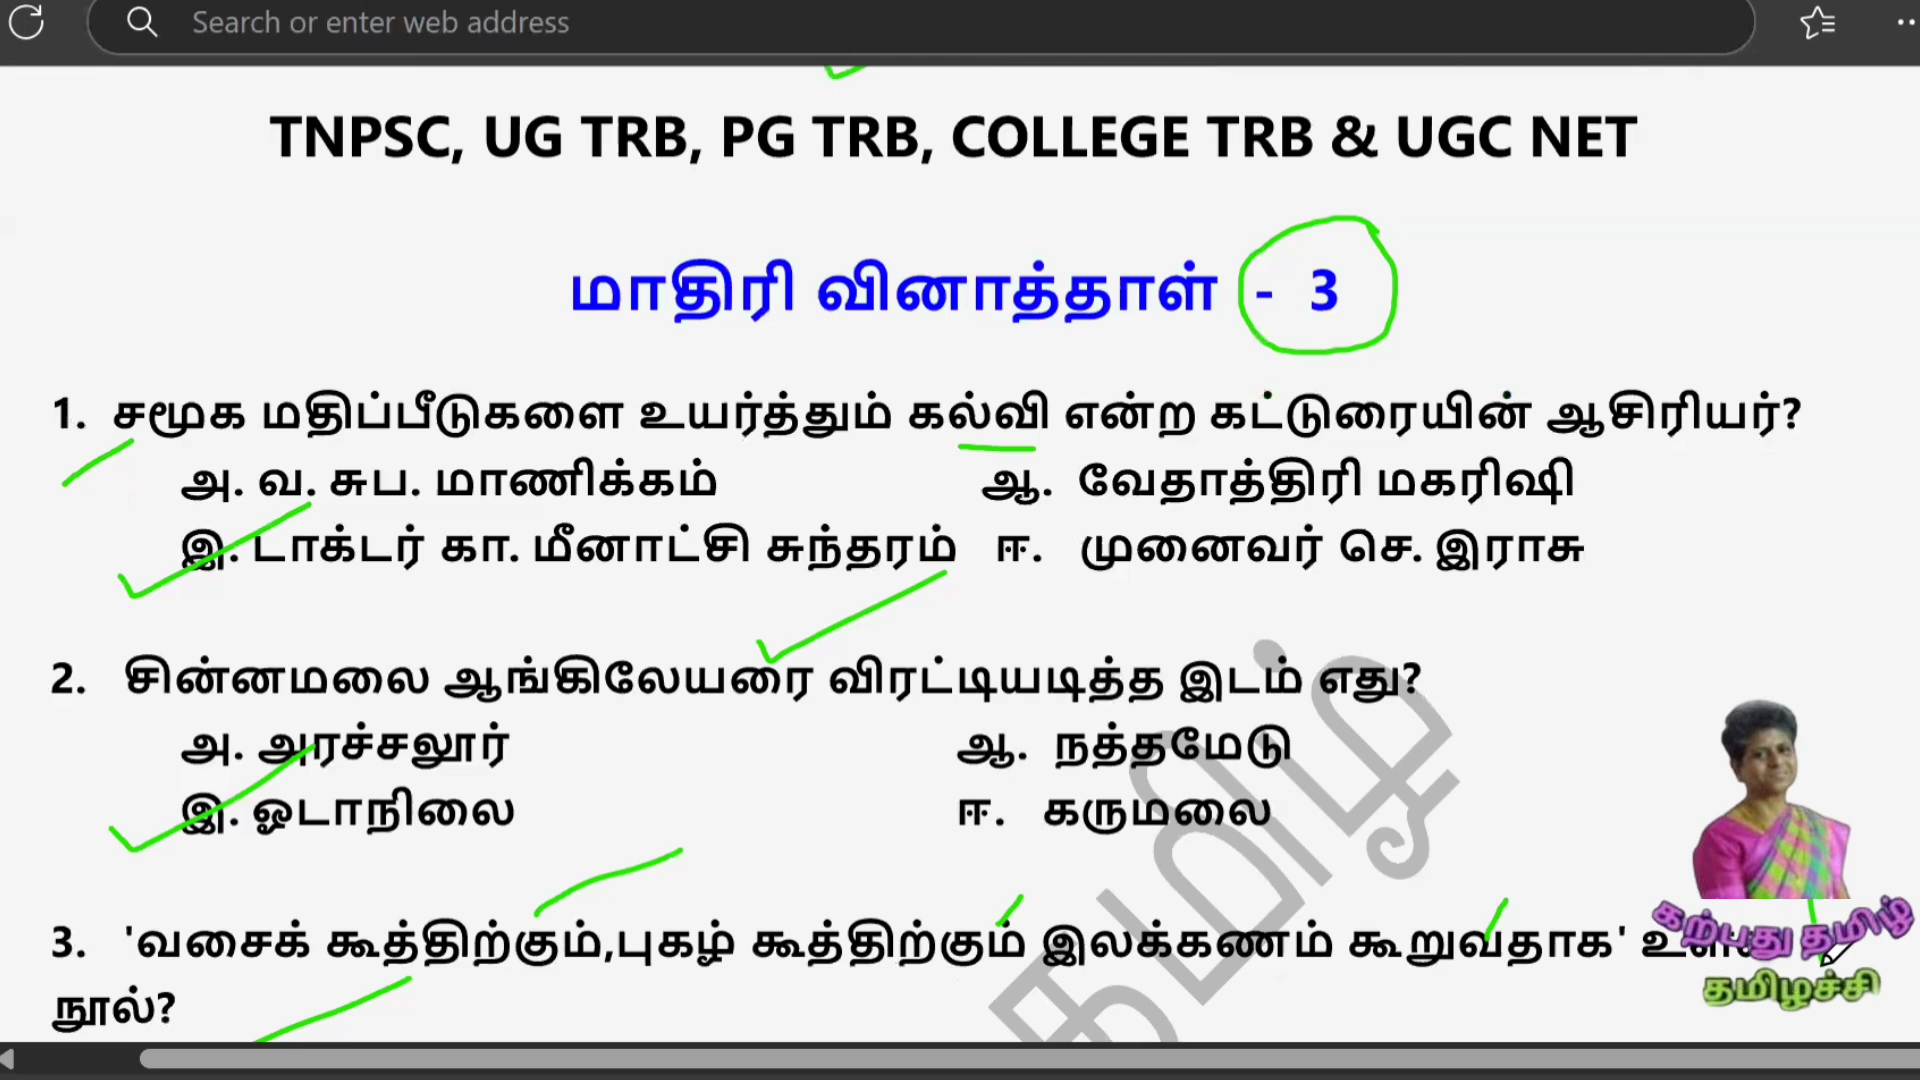 Search or enter web address
TNPSC, UG TRB, PG TRB, COLLEGE TRB & UGC NET
மாதிரி வினாத்தாள் - 3
1. சமூக மதிப்பீடுகளை உயர்த்தும் கல்வி என்ற கட்டுரையின் ஆசிரியர்?
அ. வ. சுப. மாணிக்கம் ஆ. வேதாத்திரி மகரிஷி
இ. டாக்டர் கா. மீனாட்சி சுந்தரம் ஈ. முனைவர் செ. இராசு
2. சின்னமலை ஆங்கிலேயரை விரட்டியடித்த இடம் எது?
அ. அரச்சலூர் ஆ. நத்தமேடு
இ. ஓடாநிலை ஈ. கருமலை
3. 'வசைக் கூத்திற்கும்,புகழ் கூத்திற்கும் இலக்கணம் கூறுவதாக'
நூல்?
தமிழ்
கற்பது தமிழ்
தமிழச்சி